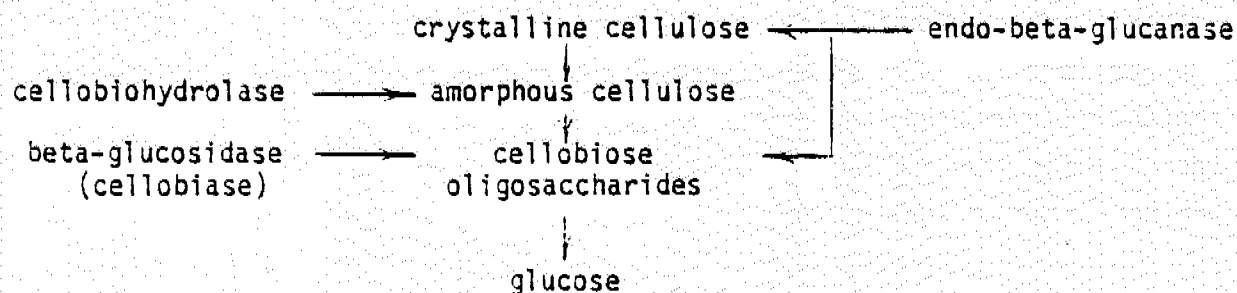 crystalline cellulose endo-beta-glucanase
cellobiohydrolase amorphous cellulose
beta-glucosidase cellobiose
(cellobiase) oligosaccharides
glucose